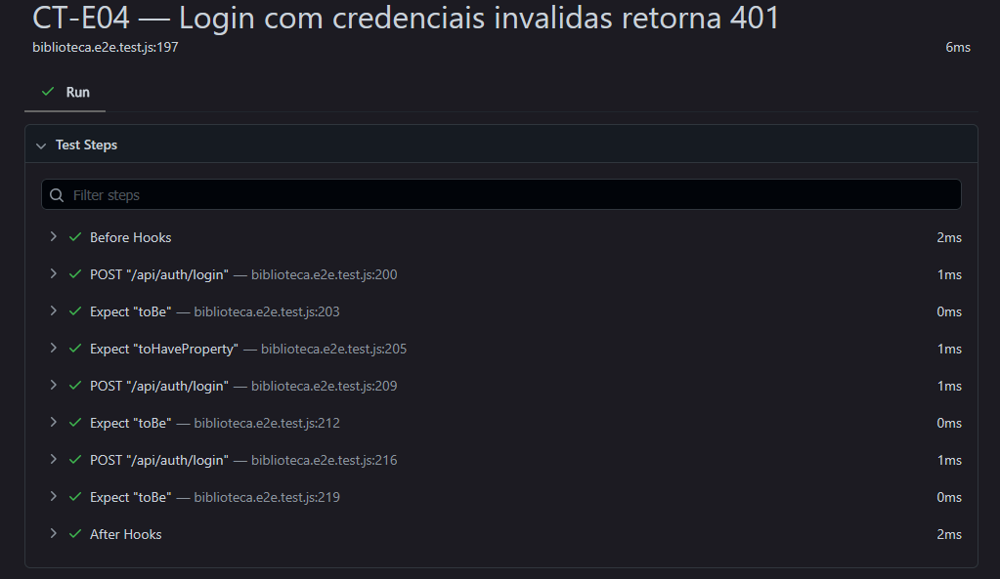 CT-E04 — Login com credenciais invalidas retorna 401
biblioteca.e2e.test.js:197 6ms
Run
Test Steps
Filter steps
Before Hooks 2ms
POST "/api/auth/login" — biblioteca.e2e.test.js:200 1ms
Expect "toBe" — biblioteca.e2e.test.js:203 0ms
Expect "toHaveProperty" — biblioteca.e2e.test.js:205 1ms
POST "/api/auth/login" — biblioteca.e2e.test.js:209 1ms
Expect "toBe" — biblioteca.e2e.test.js:212 0ms
POST "/api/auth/login" — biblioteca.e2e.test.js:216 1ms
Expect "toBe" — biblioteca.e2e.test.js:219 0ms
After Hooks 2ms